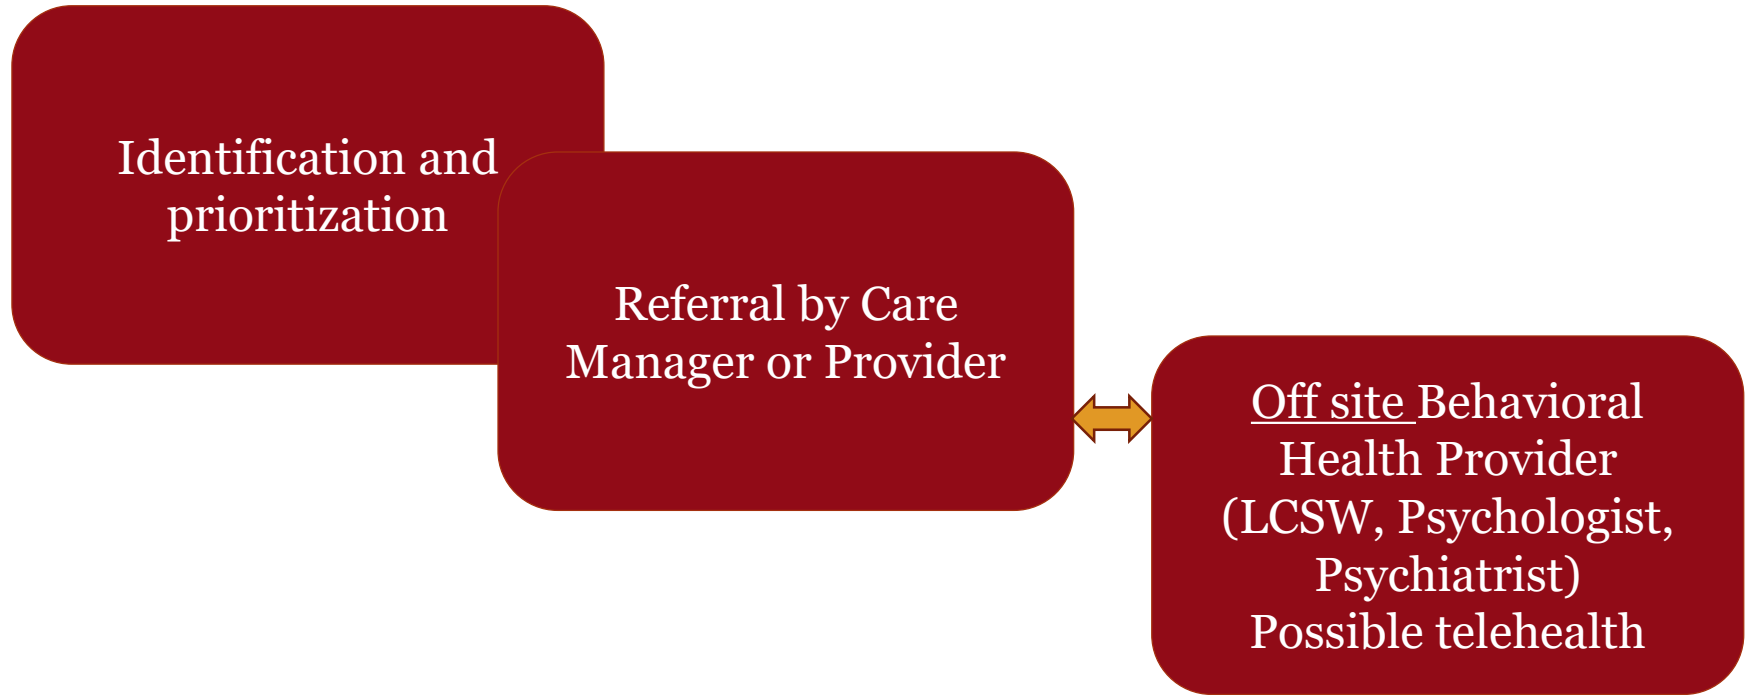 Identification and
prioritization
Referral by Care
Manager or Provider
Off site Behavioral
Health Provider
(LCSW, Psychologist,
Psychiatrist)
Possible telehealth